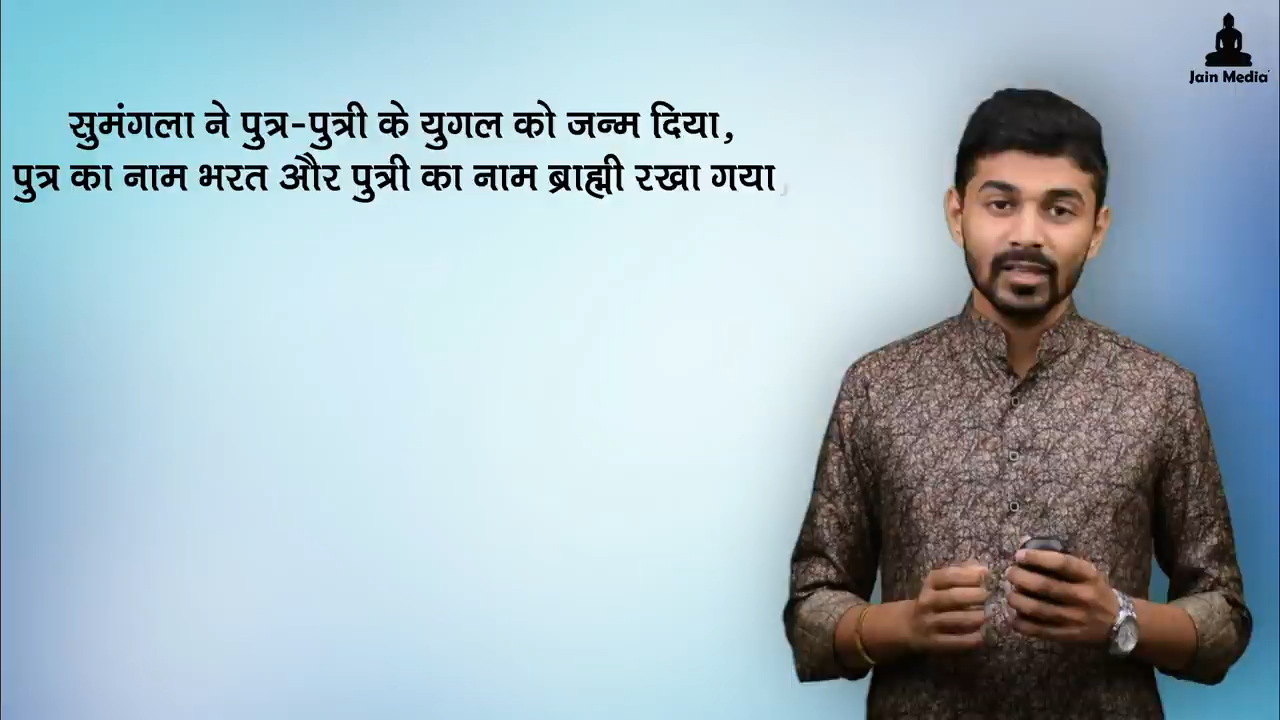 Jain Media
सुमंगला ने पुत्र-पुत्री के युगल को जन्म दिया,
पुत्र का नाम भरत और पुत्री का नाम ब्राह्मी रखा गया,